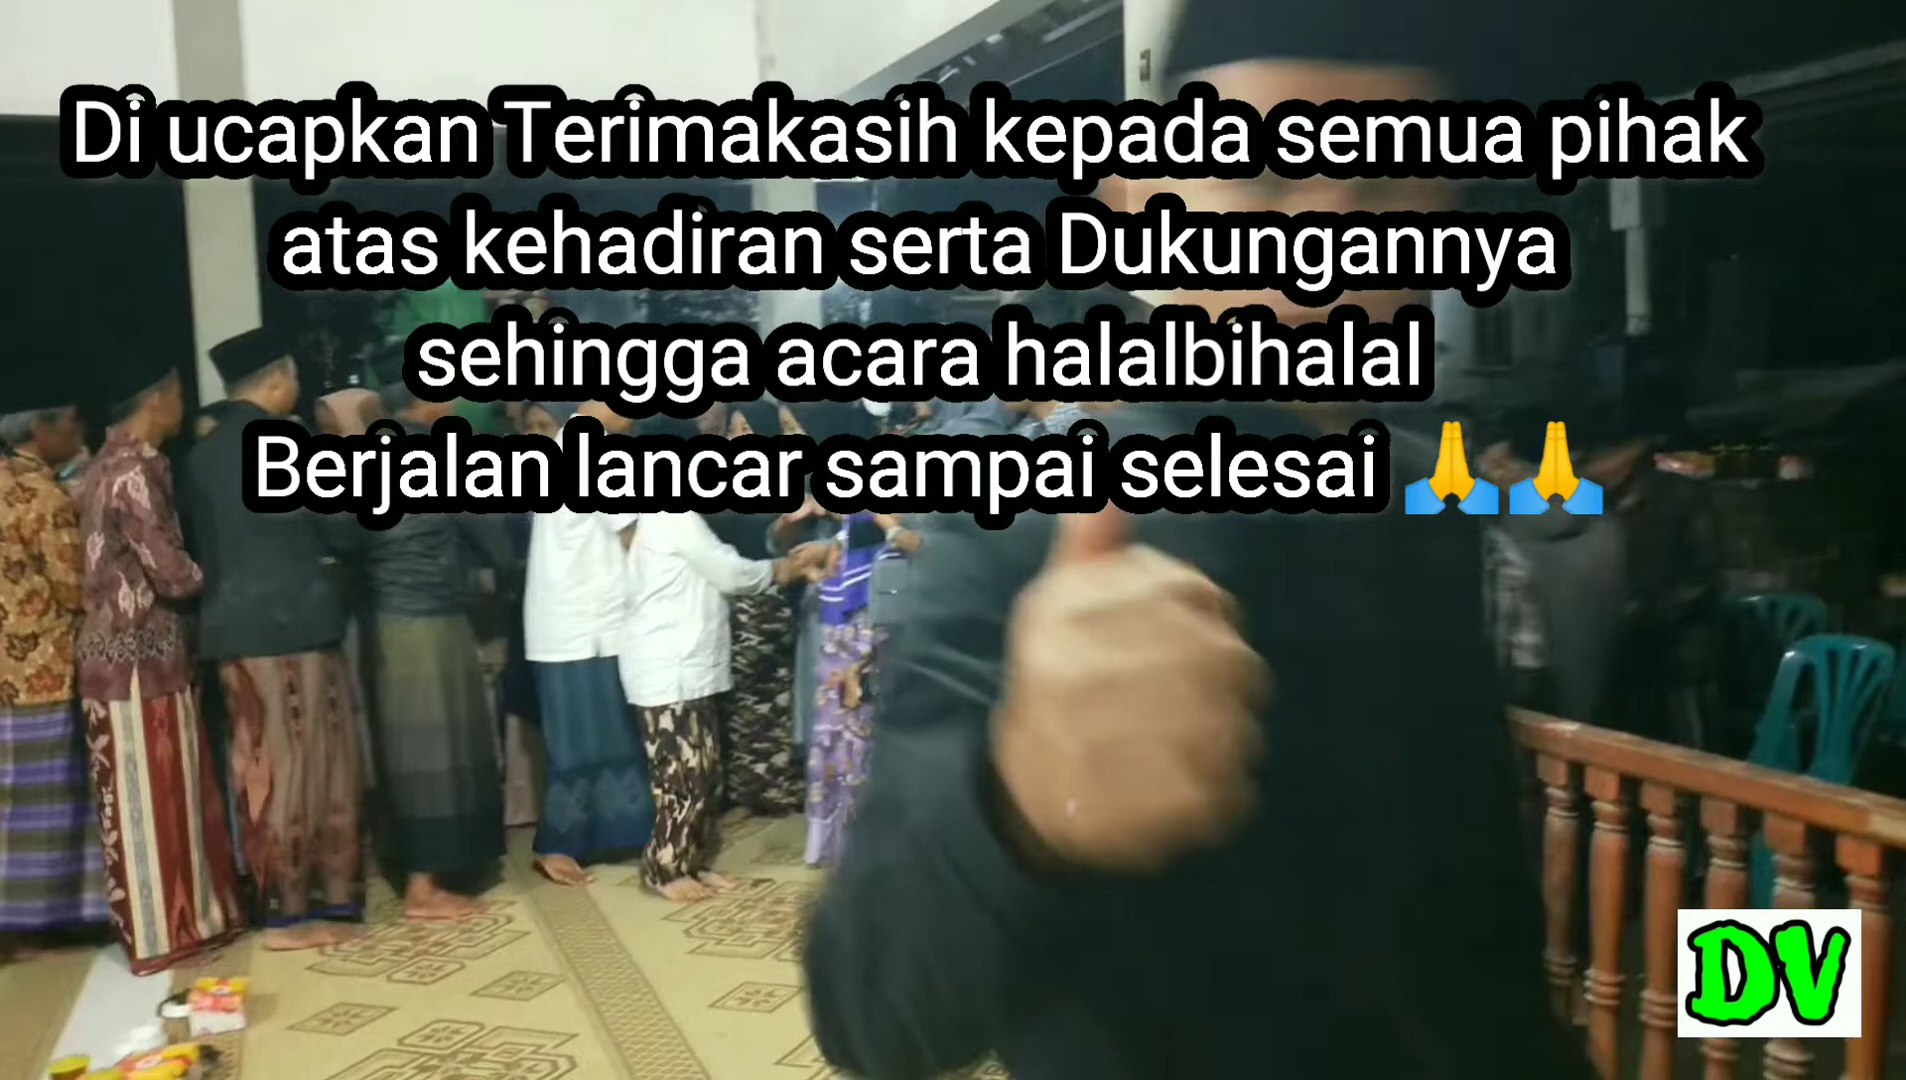 Di ucapkan Terimakasih kepada semua pihak
atas kehadiran serta Dukungannya
sehingga acara halalbihalal
Berjalan lancar sampai selesai 🙏🙏
DV